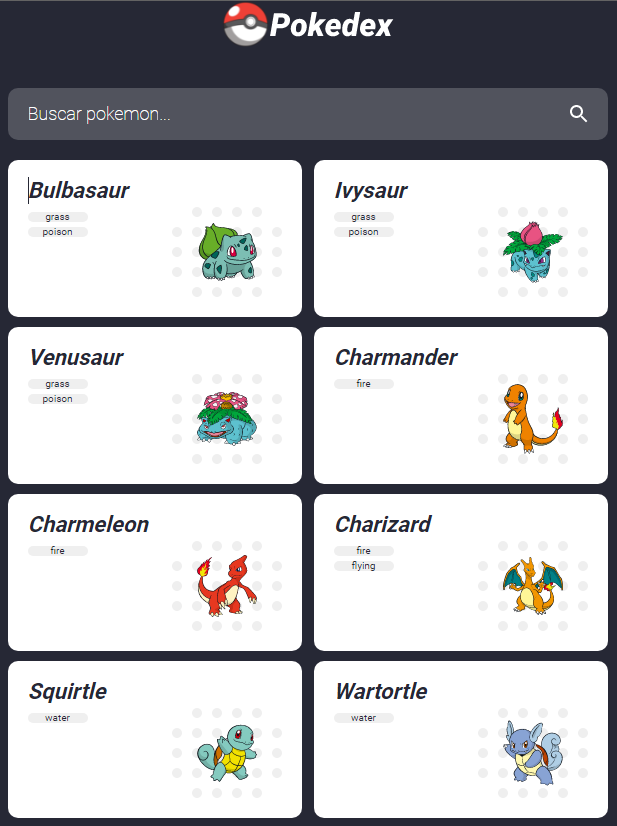 Pokedex
Buscar pokemon...
Bulbasaur
grass
poison
Ivysaur
grass
poison
Venusaur
grass
poison
Charmander
fire
Charmeleon
fire
Charizard
fire
flying
Squirtle
water
Wartortle
water